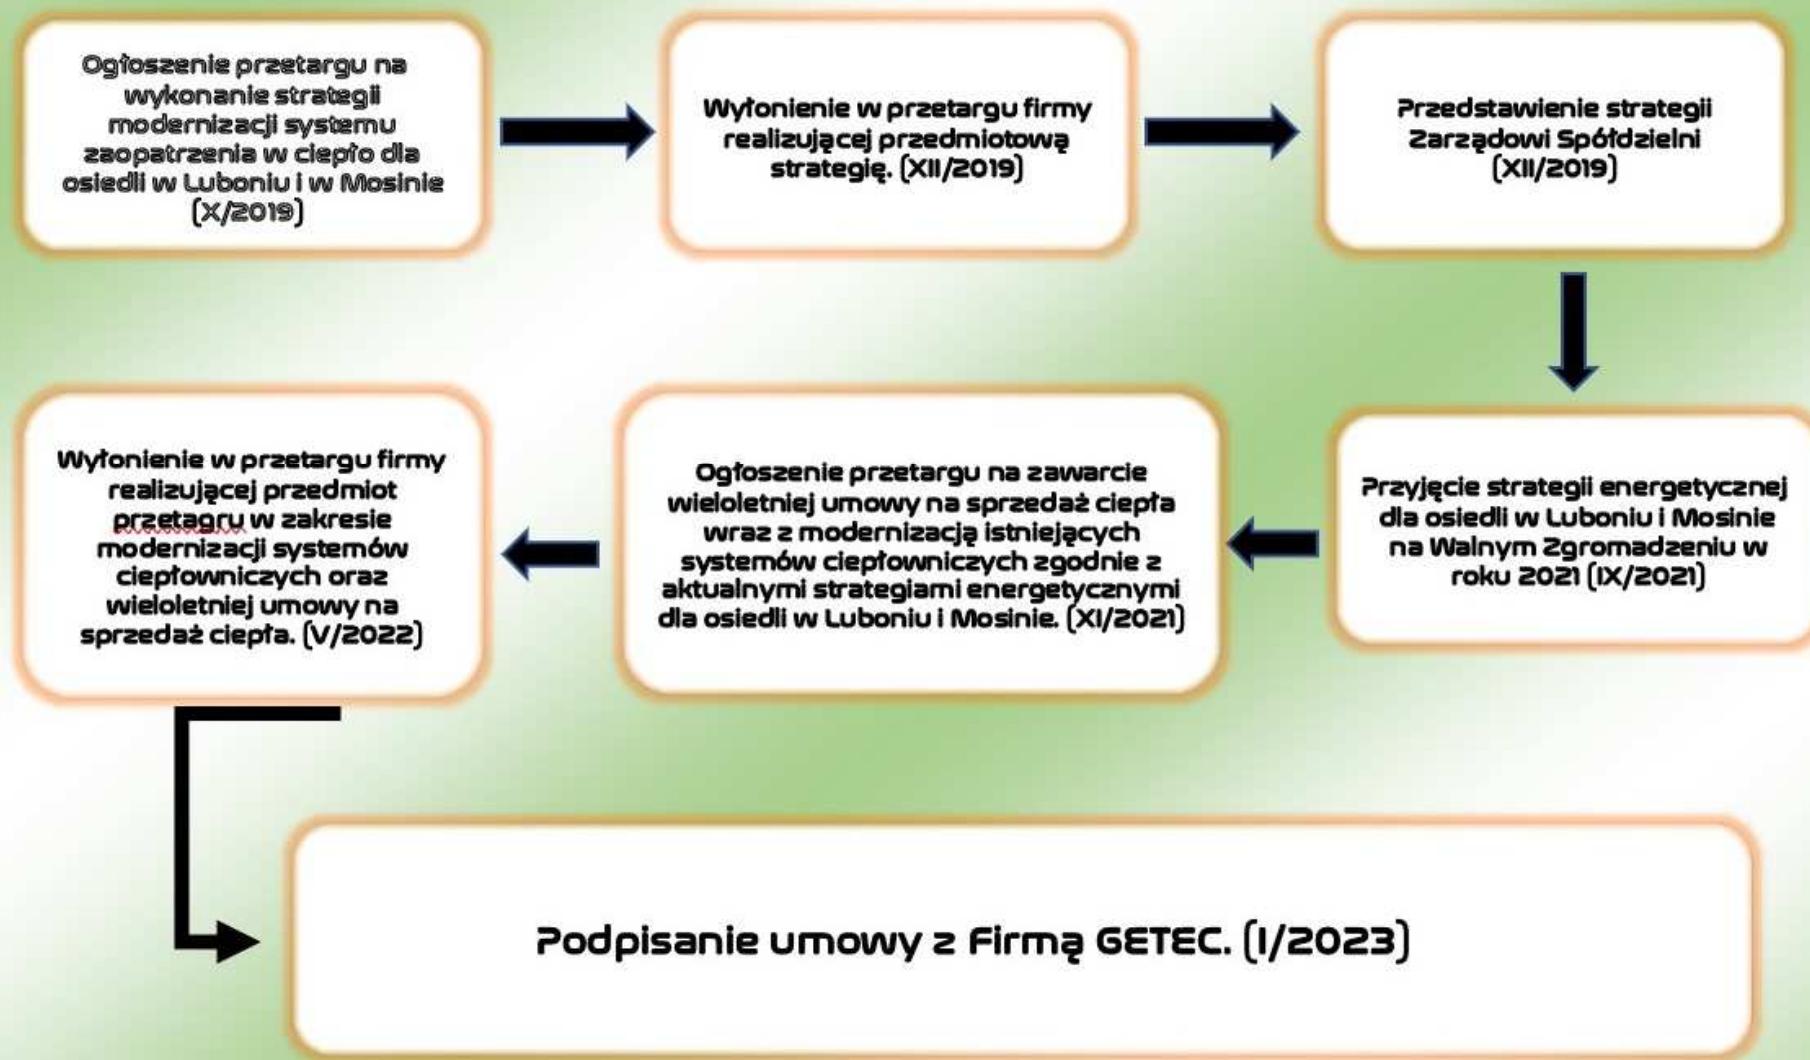 Ogłoszenie przetargu na
wykonanie strategii
modernizacji systemu
zaopatrzenia w ciepło dla
osiedli w Luboniu i w Mosinie
(X/2019)
Wyłonienie w przetargu firmy
realizującej przedmiotową
strategię. (XII/2019)
Przedstawienie strategii
Zarządowi Spółdzielni
(XII/2019)
Przyjęcie strategii energetycznej
dla osiedli w Luboniu i Mosinie
na Walnym Zgromadzeniu w
roku 2021 (IX/2021)
Ogłoszenie przetargu na zawarcie
wieloletniej umowy na sprzedaż ciepła
wraz z modernizacją istniejących
systemów ciepłowniczych zgodnie z
aktualnymi strategiami energetycznymi
dla osiedli w Luboniu i Mosinie. (XI/2021)
Wyłonienie w przetargu firmy
realizującej przedmiot
przetagru w zakresie
modernizacji systemów
ciepłowniczych oraz
wieloletniej umowy na
sprzedaż ciepła. (V/2022)
Podpisanie umowy z Firmą GETEC. (I/2023)